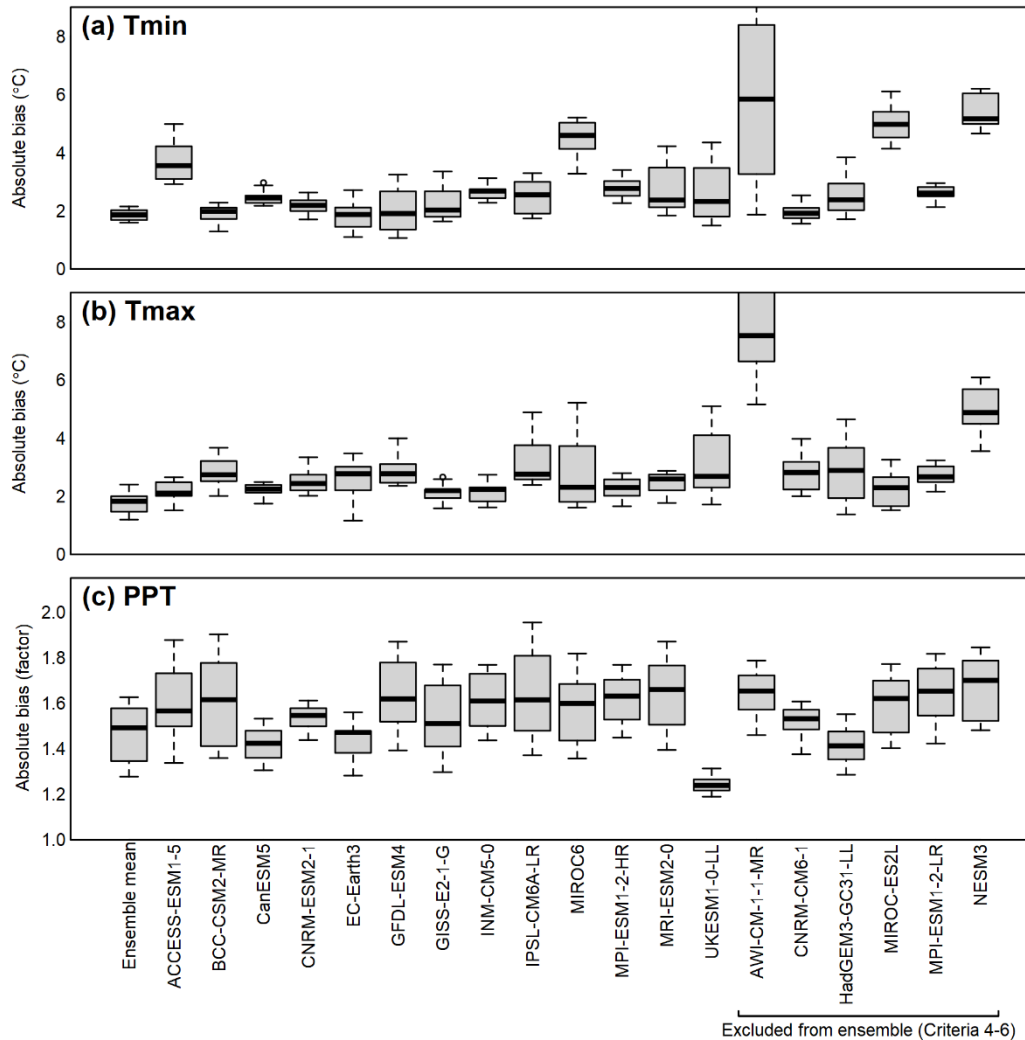 (a) Tmin
Absolute bias (°C)
8
6
4
2
0
(b) Tmax
Absolute bias (°C)
8
6
4
2
0
(c) PPT
Absolute bias (factor)
2.0
1.8
1.6
1.4
1.2
1.0
Ensemble mean
ACCESS-ESM1-5
BCC-CSM2-MR
CanESM5
CNRM-ESM2-1
EC-Earth3
GFDL-ESM4
GISS-E2-1-G
INM-CM5-0
IPSL-CM6A-LR
MIROC6
MPI-ESM1-2-HR
MRI-ESM2-0
UKESM1-0-LL
AWI-CM-1-1-MR
CNRM-CM6-1
HadGEM3-GC31-LL
MIROC-ES2L
MPI-ESM1-2-LR
NESM3
Excluded from ensemble (Criteria 4-6)